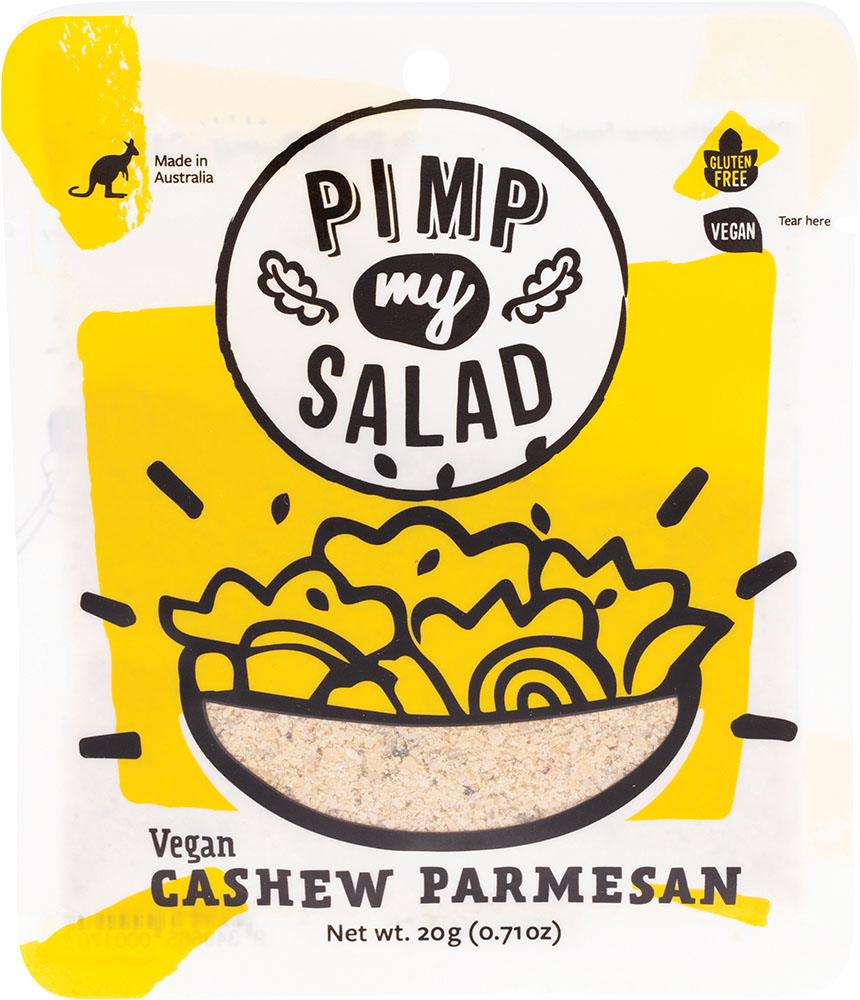 Made in
Australia
PIMP
my
SALAD
GLUTEN
FREE
VEGAN
Tear here
Vegan
CASHEW PARMESAN
Net wt. 20g (0.71oz)